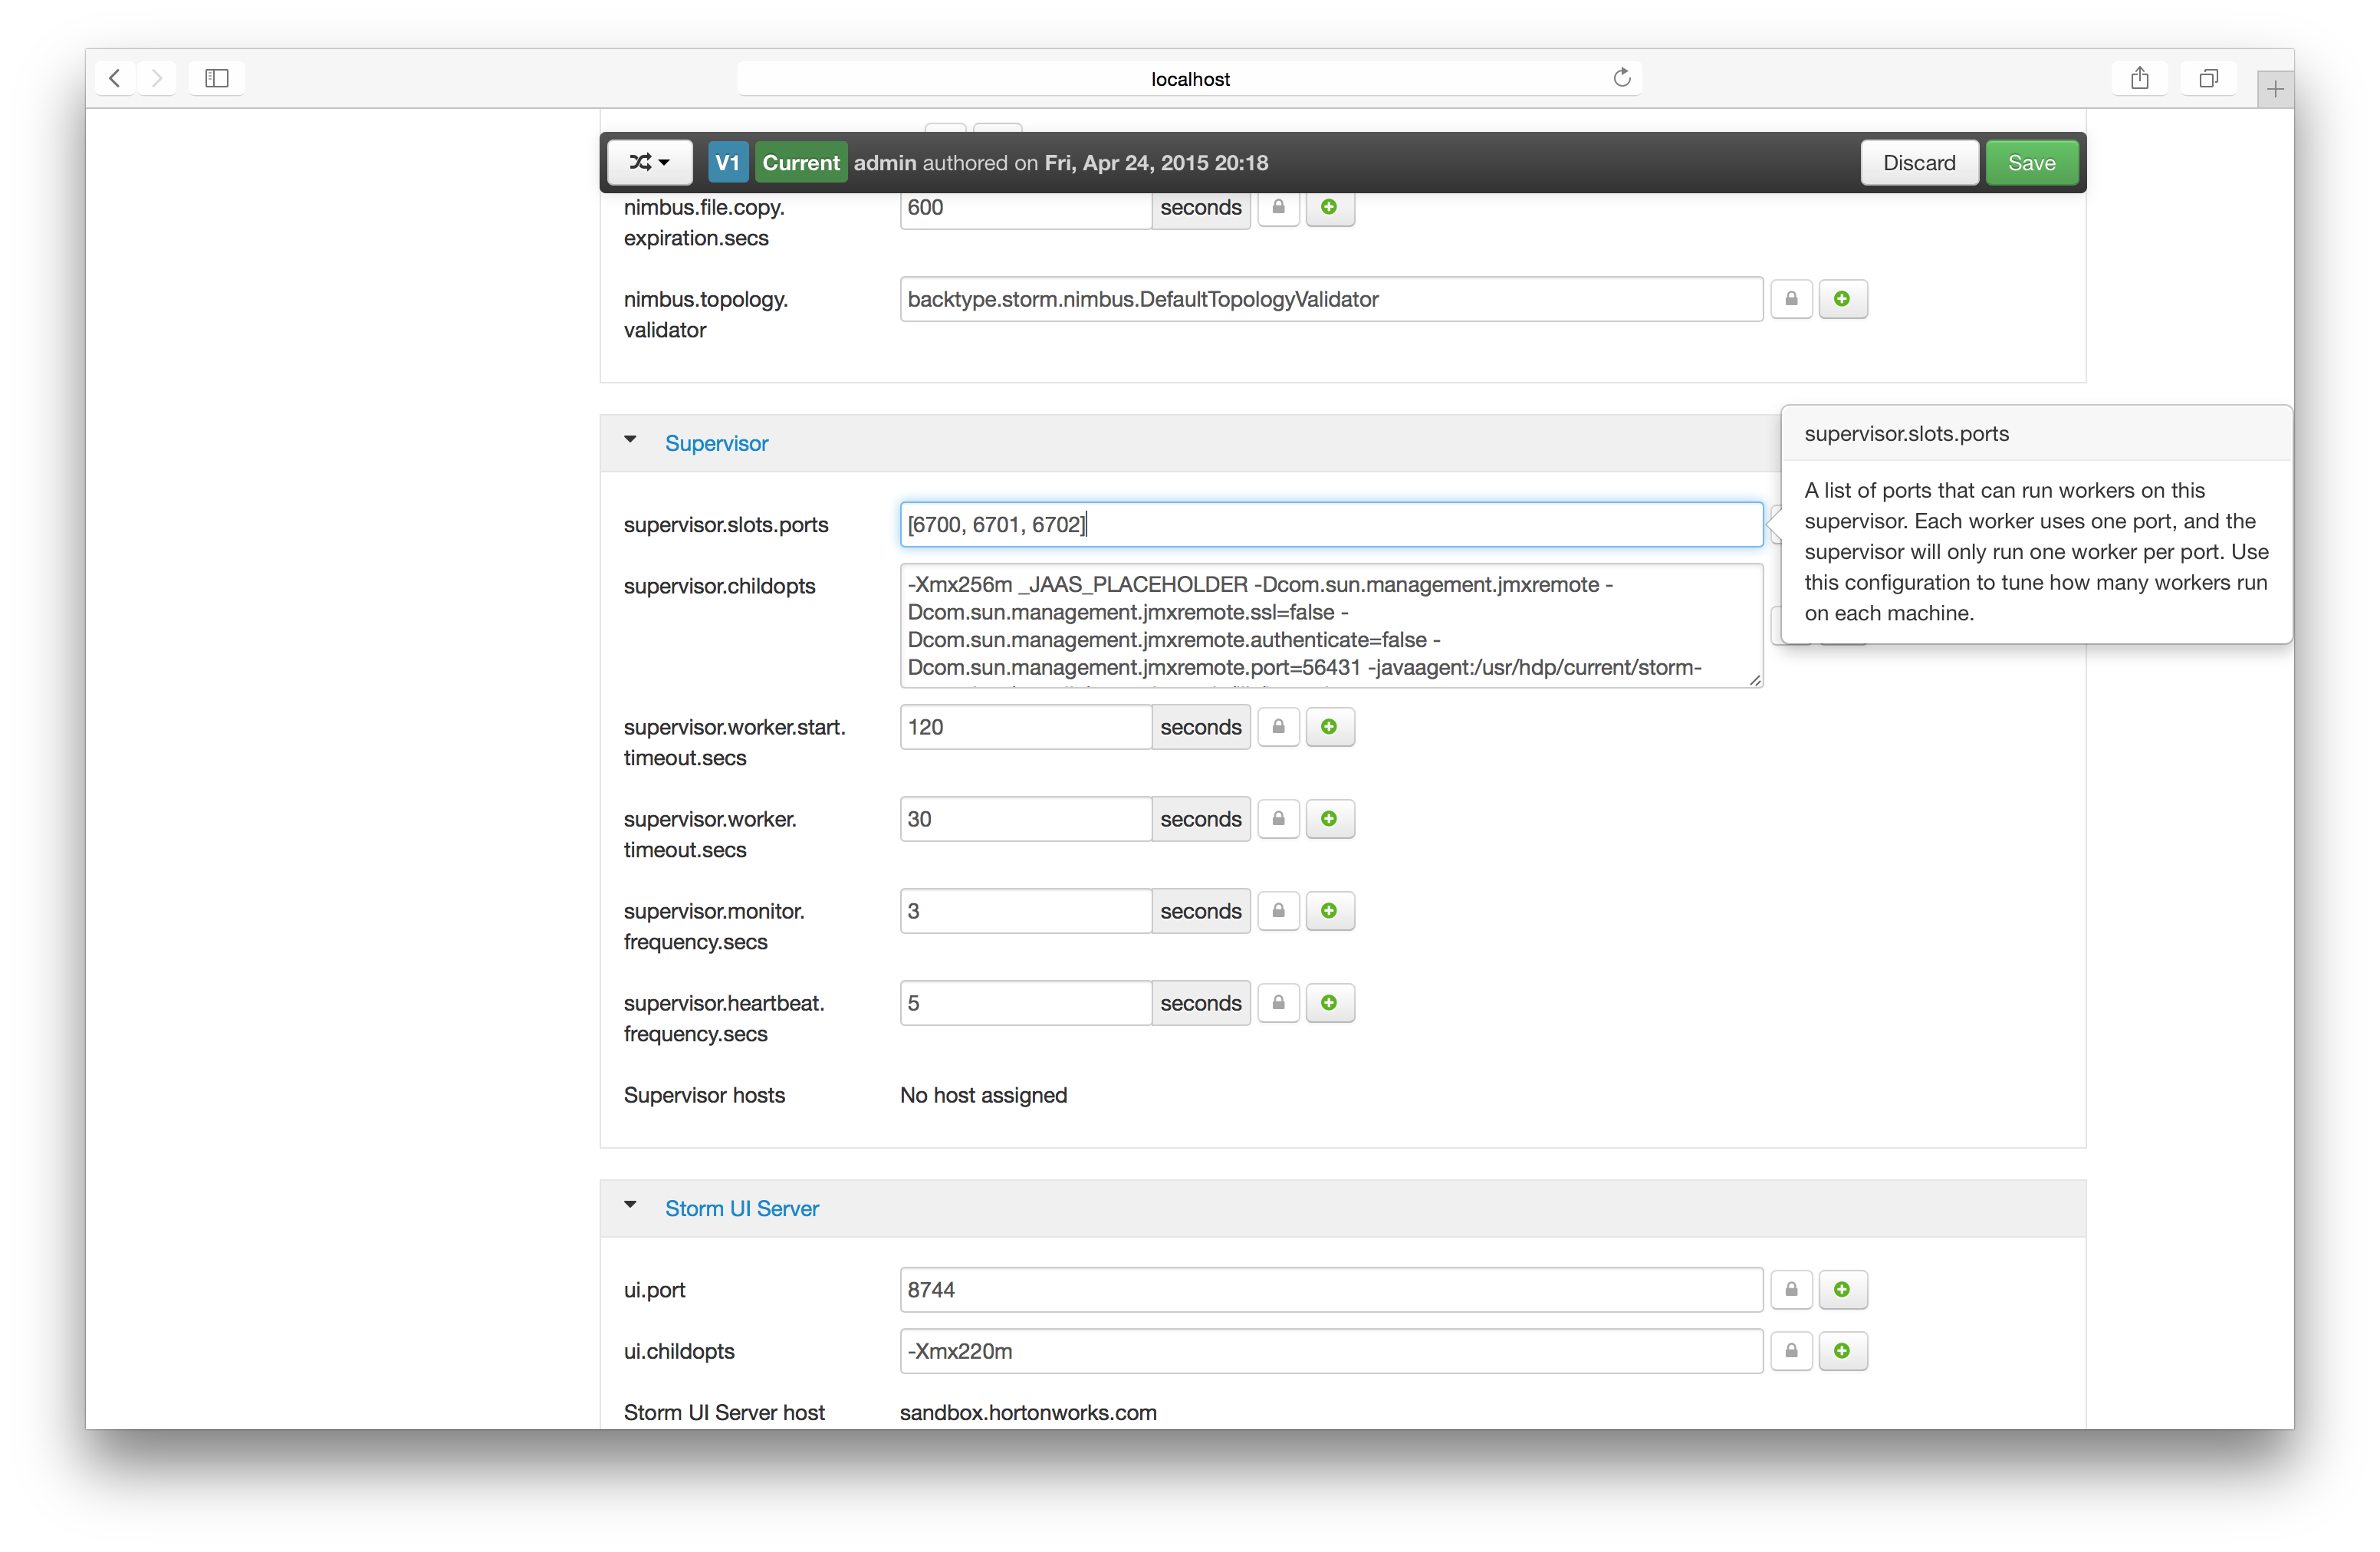 localhost
V1 Current admin authored on Fri, Apr 24, 2015 20:18 Discard Save
nimbus.file.copy. 600 seconds
expiration.secs
nimbus.topology. backtype.storm.nimbus.DefaultTopologyValidator
validator
Supervisor
supervisor.slots.ports
A list of ports that can run workers on this
supervisor. Each worker uses one port, and the
supervisor will only run one worker per port. Use
this configuration to tune how many workers run
on each machine.
supervisor.slots.ports [6700, 6701, 6702]
supervisor.childopts -Xmx256m _JAAS_PLACEHOLDER -Dcom.sun.management.jmxremote -
Dcom.sun.management.jmxremote.ssl=false -
Dcom.sun.management.jmxremote.authenticate=false -
Dcom.sun.management.jmxremote.port=56431 -javaagent:/usr/hdp/current/storm-
supervisor.worker.start. 120 seconds
timeout.secs
supervisor.worker. 30 seconds
timeout.secs
supervisor.monitor. 3 seconds
frequency.secs
supervisor.heartbeat. 5 seconds
frequency.secs
Supervisor hosts No host assigned
Storm UI Server
ui.port 8744
ui.childopts -Xmx220m
Storm UI Server host sandbox.hortonworks.com